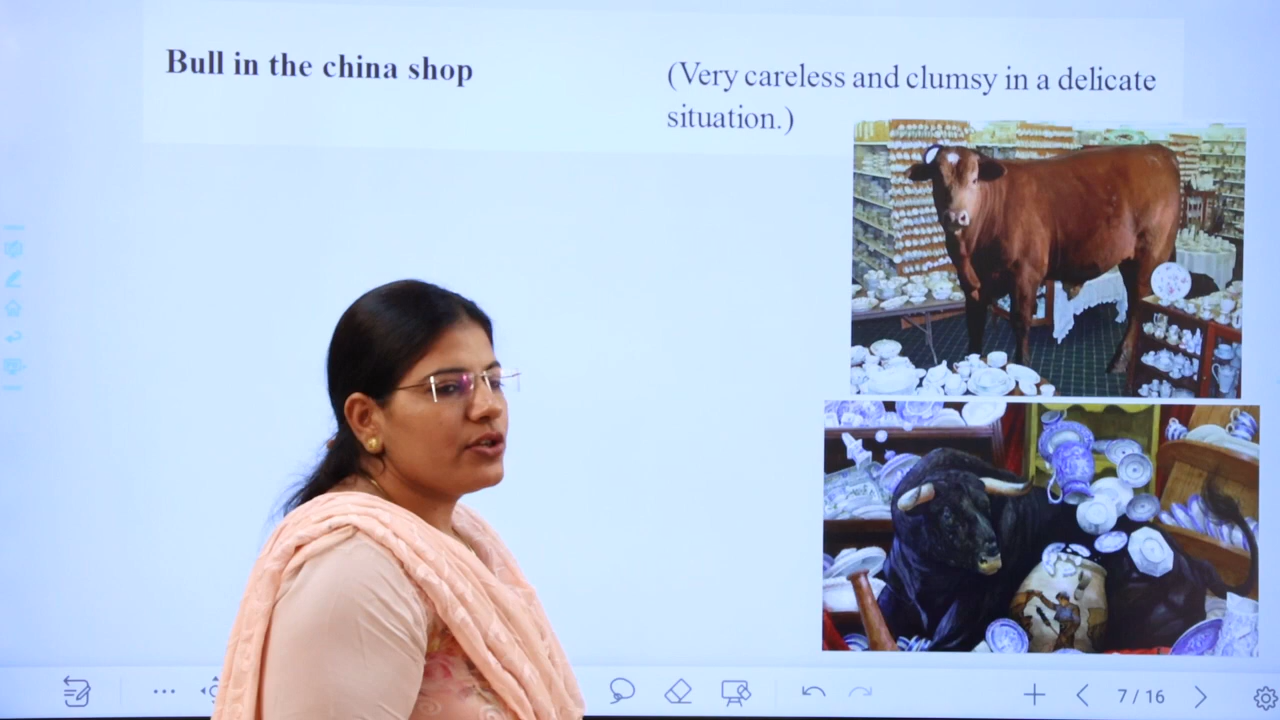 Bull in the china shop
(Very careless and clumsy in a delicate
situation.)
7 / 16